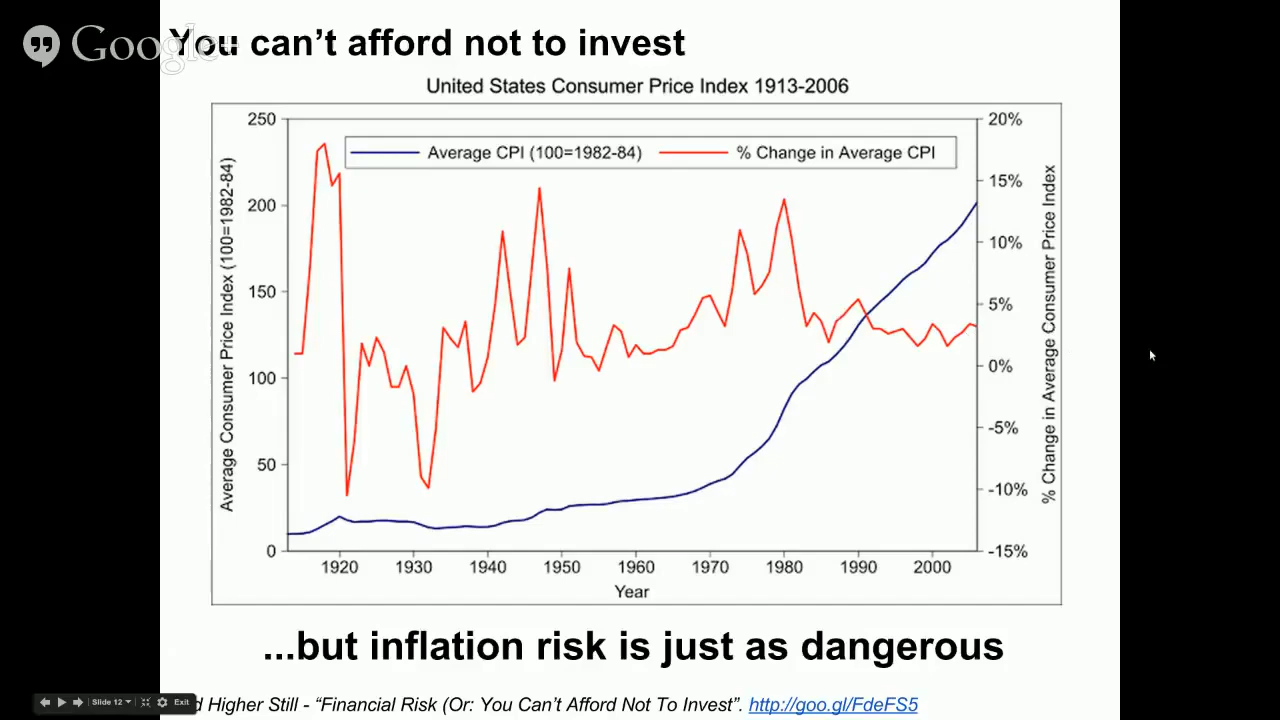 Google+
You can't afford not to invest
United States Consumer Price Index 1913-2006
Average CPI (100=1982-84) % Change in Average CPI
Average Consumer Price Index (100=1982-84)
250
200
150
100
50
0
20%
15%
10%
5%
0%
-5%
-10%
-15%
% Change in Average Consumer Price Index
1920 1930 1940 1950 1960 1970 1980 1990 2000
Year
...but inflation risk is just as dangerous
Slide 12 Exit
d Higher Still - “Financial Risk (Or: You Can’t Afford Not To Invest”. http://goo.gl/FdeFS5